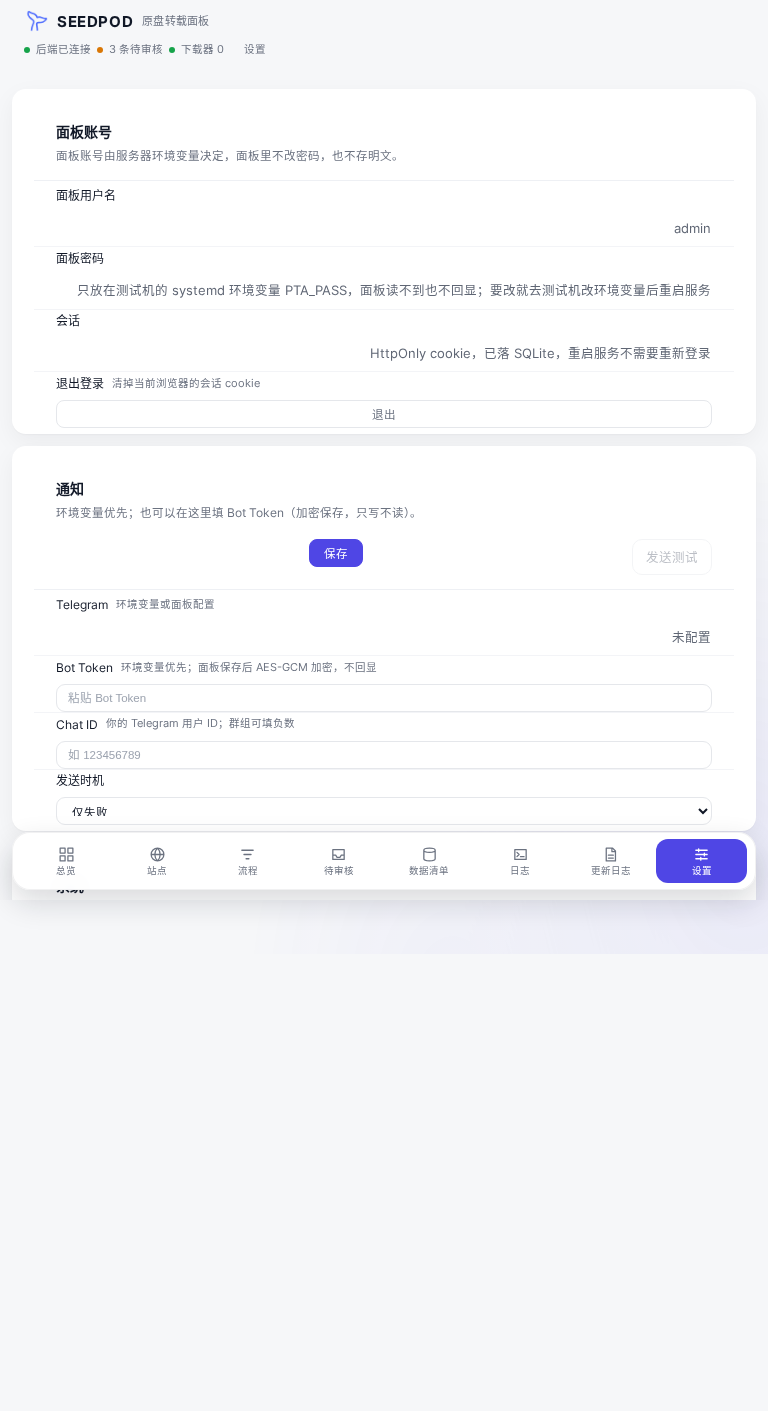 SEEDPOD 原盘转载面板
后端已连接 3 条待审核 下载器 0 设置
面板账号
面板账号由服务器环境变量决定，面板里不改密码，也不存明文。
面板用户名
admin
面板密码
只放在测试机的 systemd 环境变量 PTA_PASS，面板读不到也不回显；要改就去测试机改环境变量后重启服务
会话
HttpOnly cookie，已落 SQLite，重启服务不需要重新登录
退出登录 清掉当前浏览器的会话 cookie
退出
通知
环境变量优先；也可以在这里填 Bot Token（加密保存，只写不读）。
保存 发送测试
Telegram 环境变量或面板配置
未配置
Bot Token 环境变量优先；面板保存后 AES-GCM 加密，不回显
粘贴 Bot Token
Chat ID 你的 Telegram 用户 ID；群组可填负数
如 123456789
发送时机
仅失败
总览 站点 流程 待审核 数据清单 日志 更新日志 设置